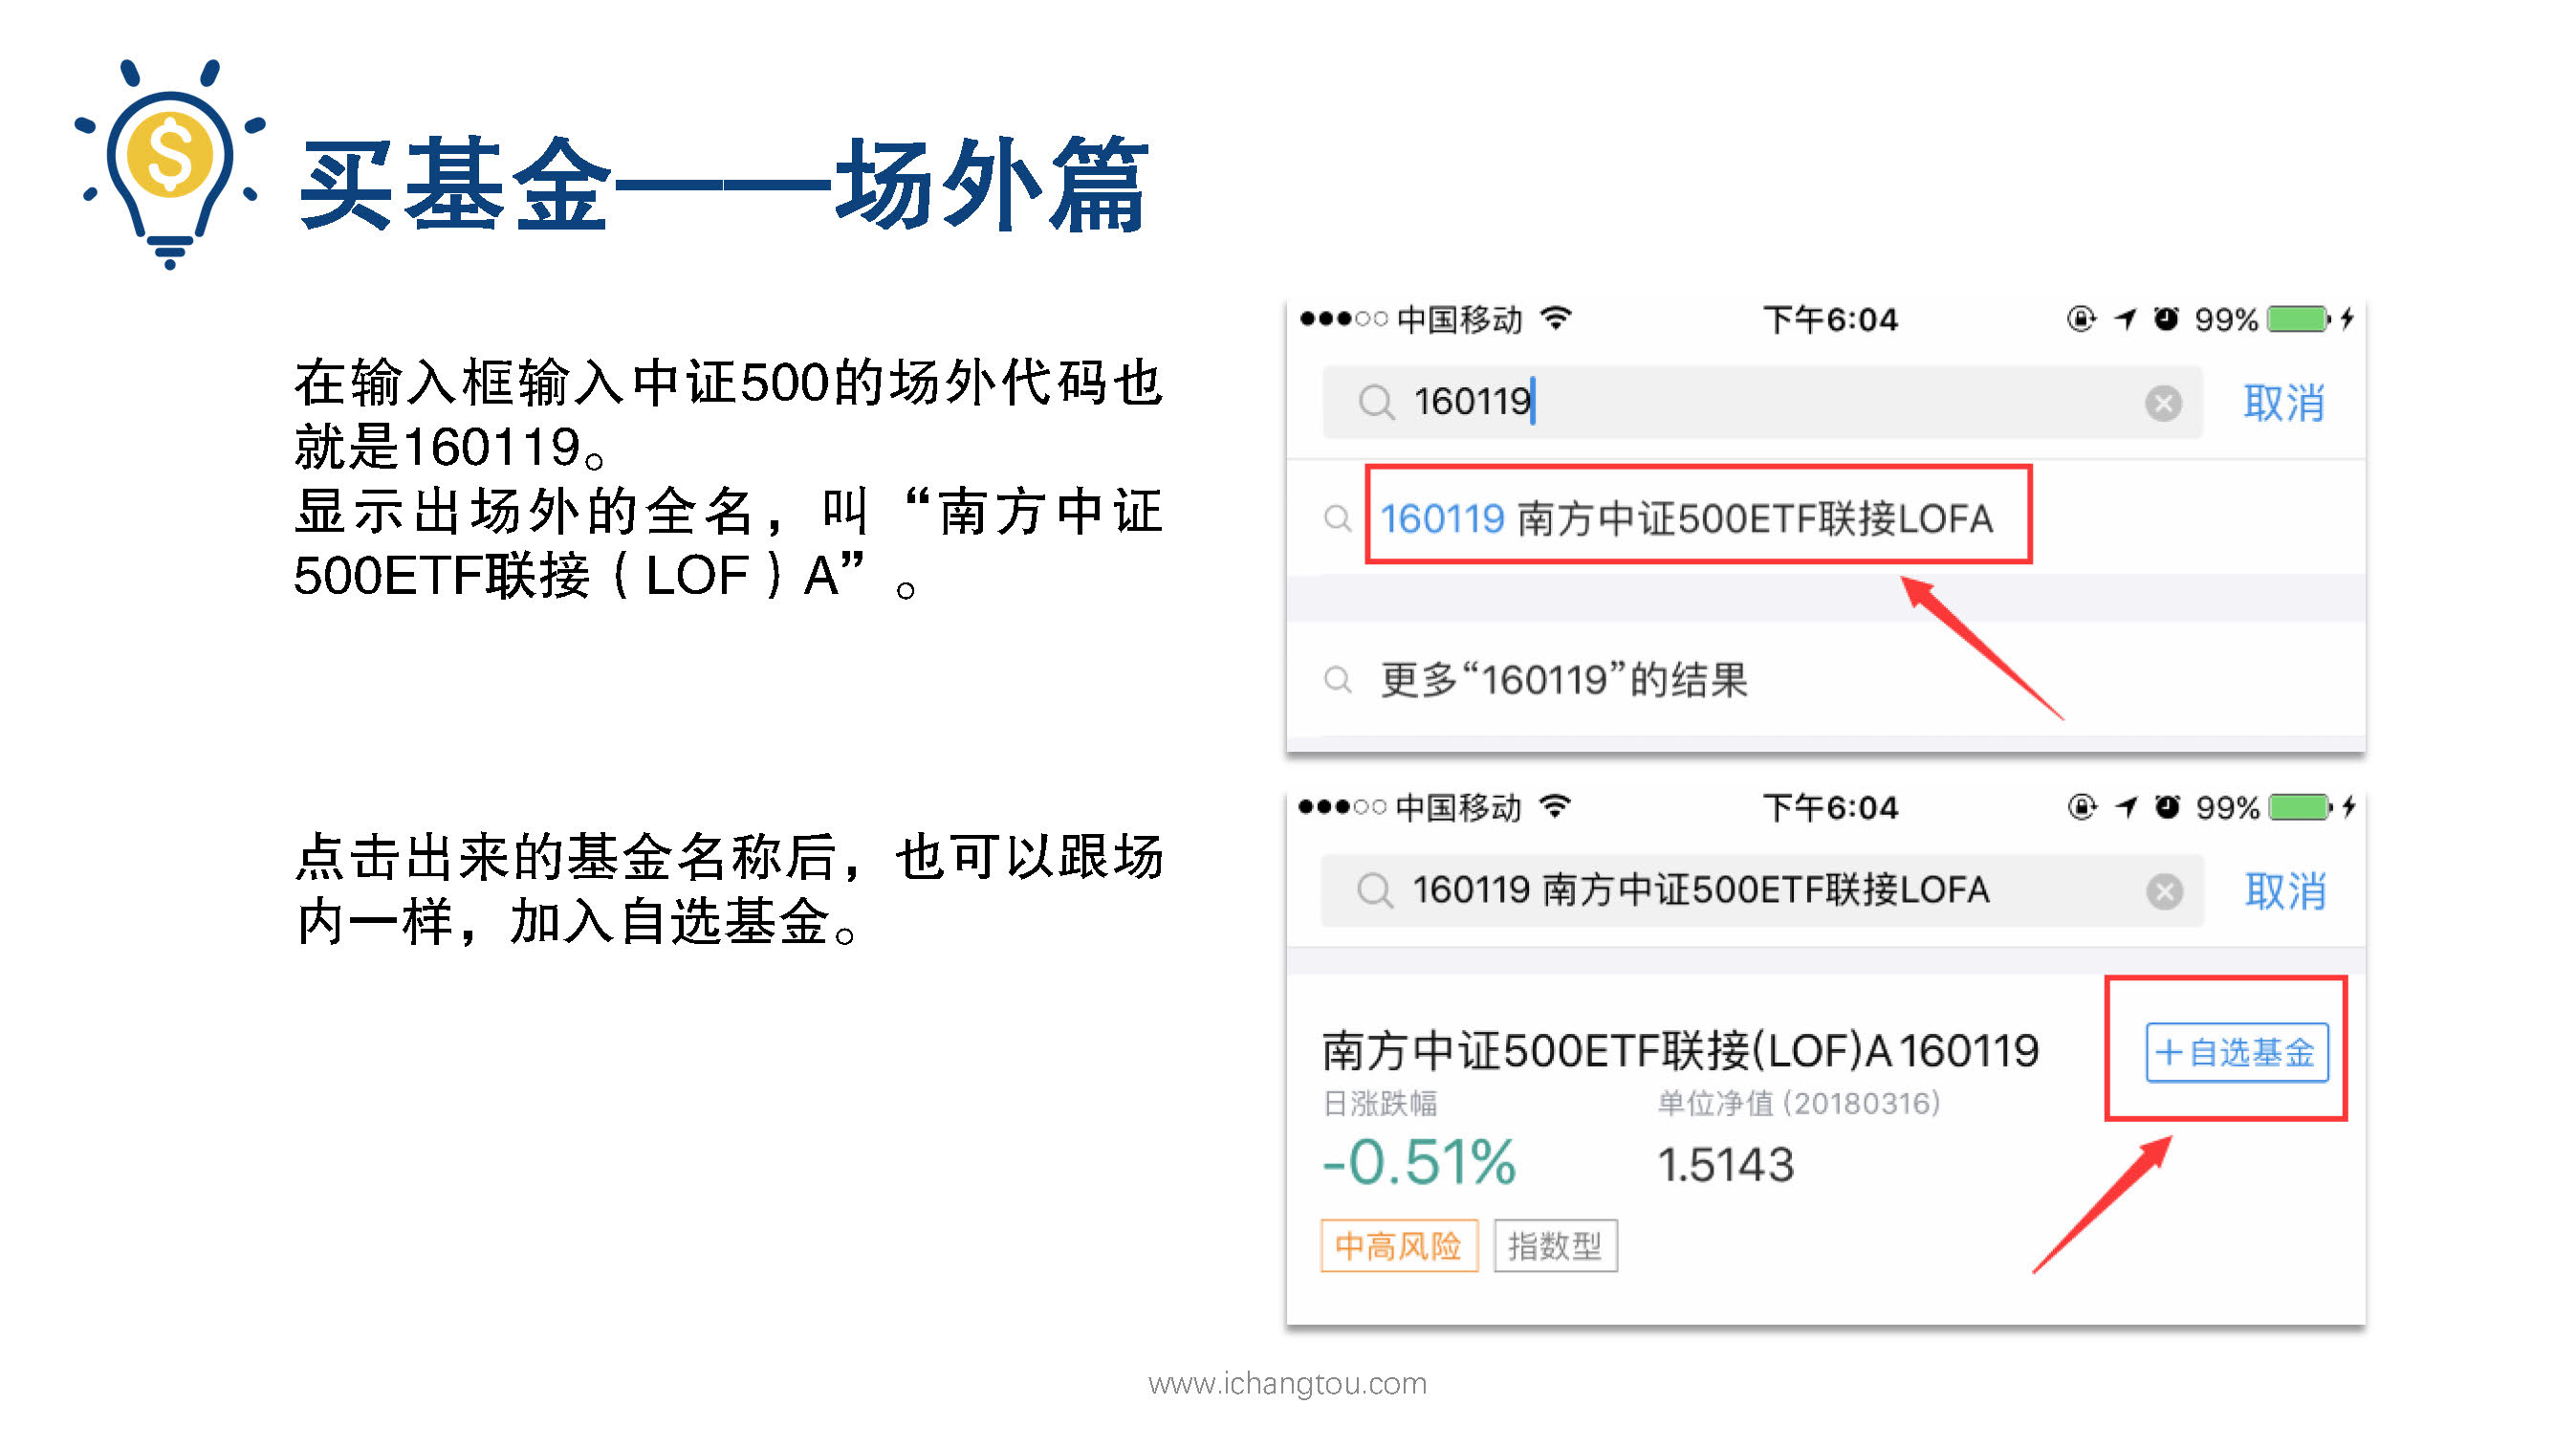 买基金——场外篇
在输入框输入中证500的场外代码也
就是160119。
显示出场外的全名，叫“南方中证
500ETF联接（LOF）A”。
点击出来的基金名称后，也可以跟场
内一样，加入自选基金。
中国移动 下午6:04 99%
160119 取消
160119 南方中证500ETF联接LOFA
更多“160119”的结果
中国移动 下午6:04 99%
160119 南方中证500ETF联接LOFA 取消
南方中证500ETF联接(LOF)A160119 +自选基金
日涨跌幅 单位净值 (20180316)
-0.51% 1.5143
中高风险 指数型
www.ichangtou.com